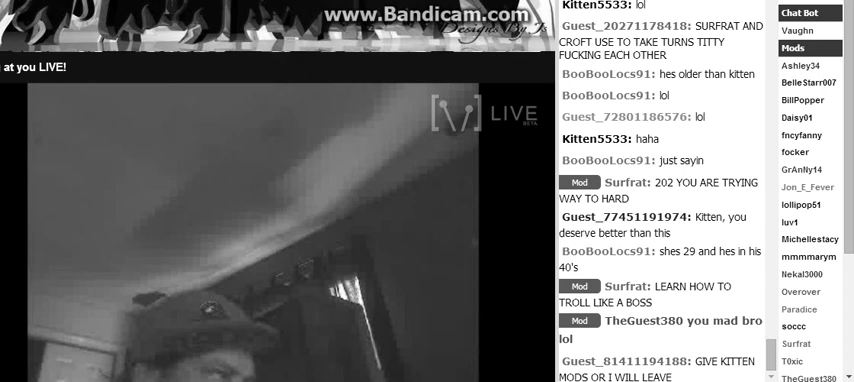 www.Bandicam.com
Designs By Js
g at you LIVE!
LIVE
BETA
Kitten5533: lol
Guest_20271178418: SURFRAT AND
CROFT USE TO TAKE TURNS TITTY
FUCKING EACH OTHER
BooBooLocs91: hes older than kitten
BooBooLocs91: lol
Guest_72801186576: lol
Kitten5533: haha
BooBooLocs91: just sayin
Mod Surfrat: 202 YOU ARE TRYING
WAY TO HARD
Guest_77451191974: Kitten, you
deserve better than this
BooBooLocs91: shes 29 and hes in his
40's
Mod Surfrat: LEARN HOW TO
TROLL LIKE A BOSS
Mod TheGuest380 you mad bro
lol
Guest_81411194188: GIVE KITTEN
MODS OR I WILL LEAVE
Chat Bot
Vaughn
Mods
Ashley34
BelleStarr007
BillPopper
Daisy01
fncyfanny
focker
GrAnNy14
Jon_E_Fever
lollipop51
luv1
Michellestacy
mmmmarym
Nekal3000
Overover
Paradice
soccc
Surfrat
T0xic
TheGuest380